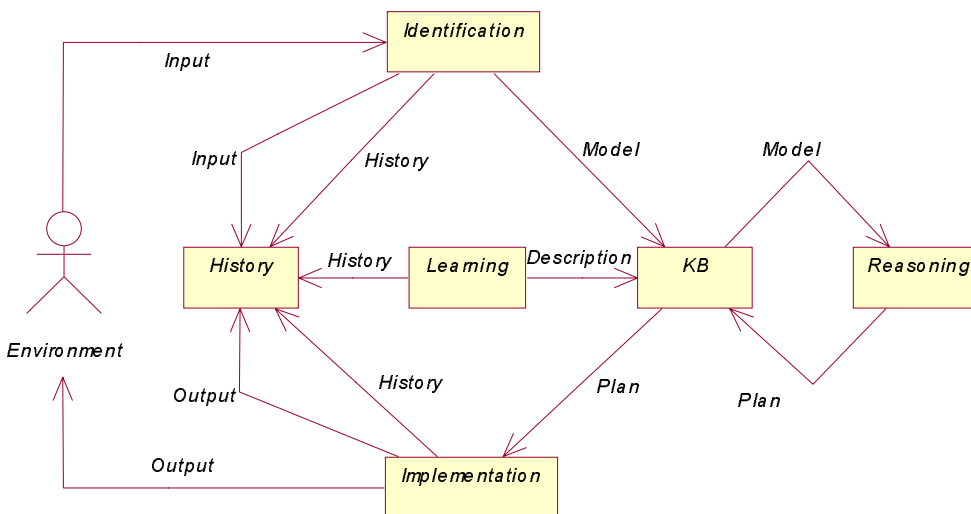 Identification
Input
Input
History
Model
Model
History
History
Learning
Description
KB
Reasoning
Environment
Output
History
Plan
Plan
Output
Implementation